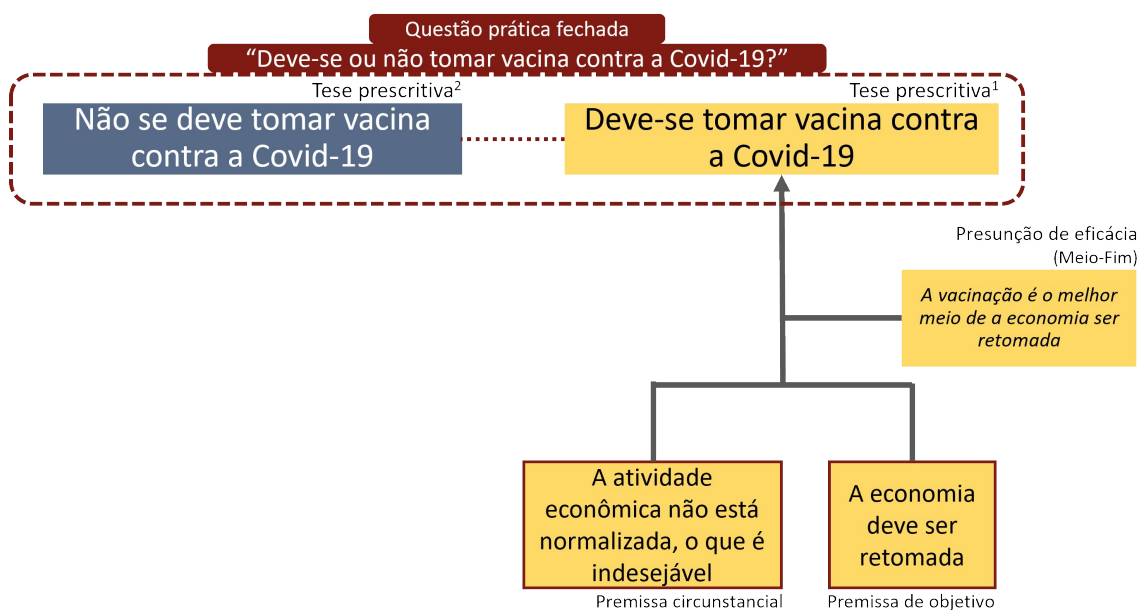 Questão prática fechada
“Deve-se ou não tomar vacina contra a Covid-19?”
Tese prescritiva²
Não se deve tomar vacina
contra a Covid-19
Tese prescritiva¹
Deve-se tomar vacina contra
a Covid-19
Presunção de eficácia
(Meio-Fim)
A vacinação é o melhor
meio de a economia ser
retomada
A atividade
econômica não está
normalizada, o que é
indesejável
Premissa circunstancial
A economia
deve ser
retomada
Premissa de objetivo